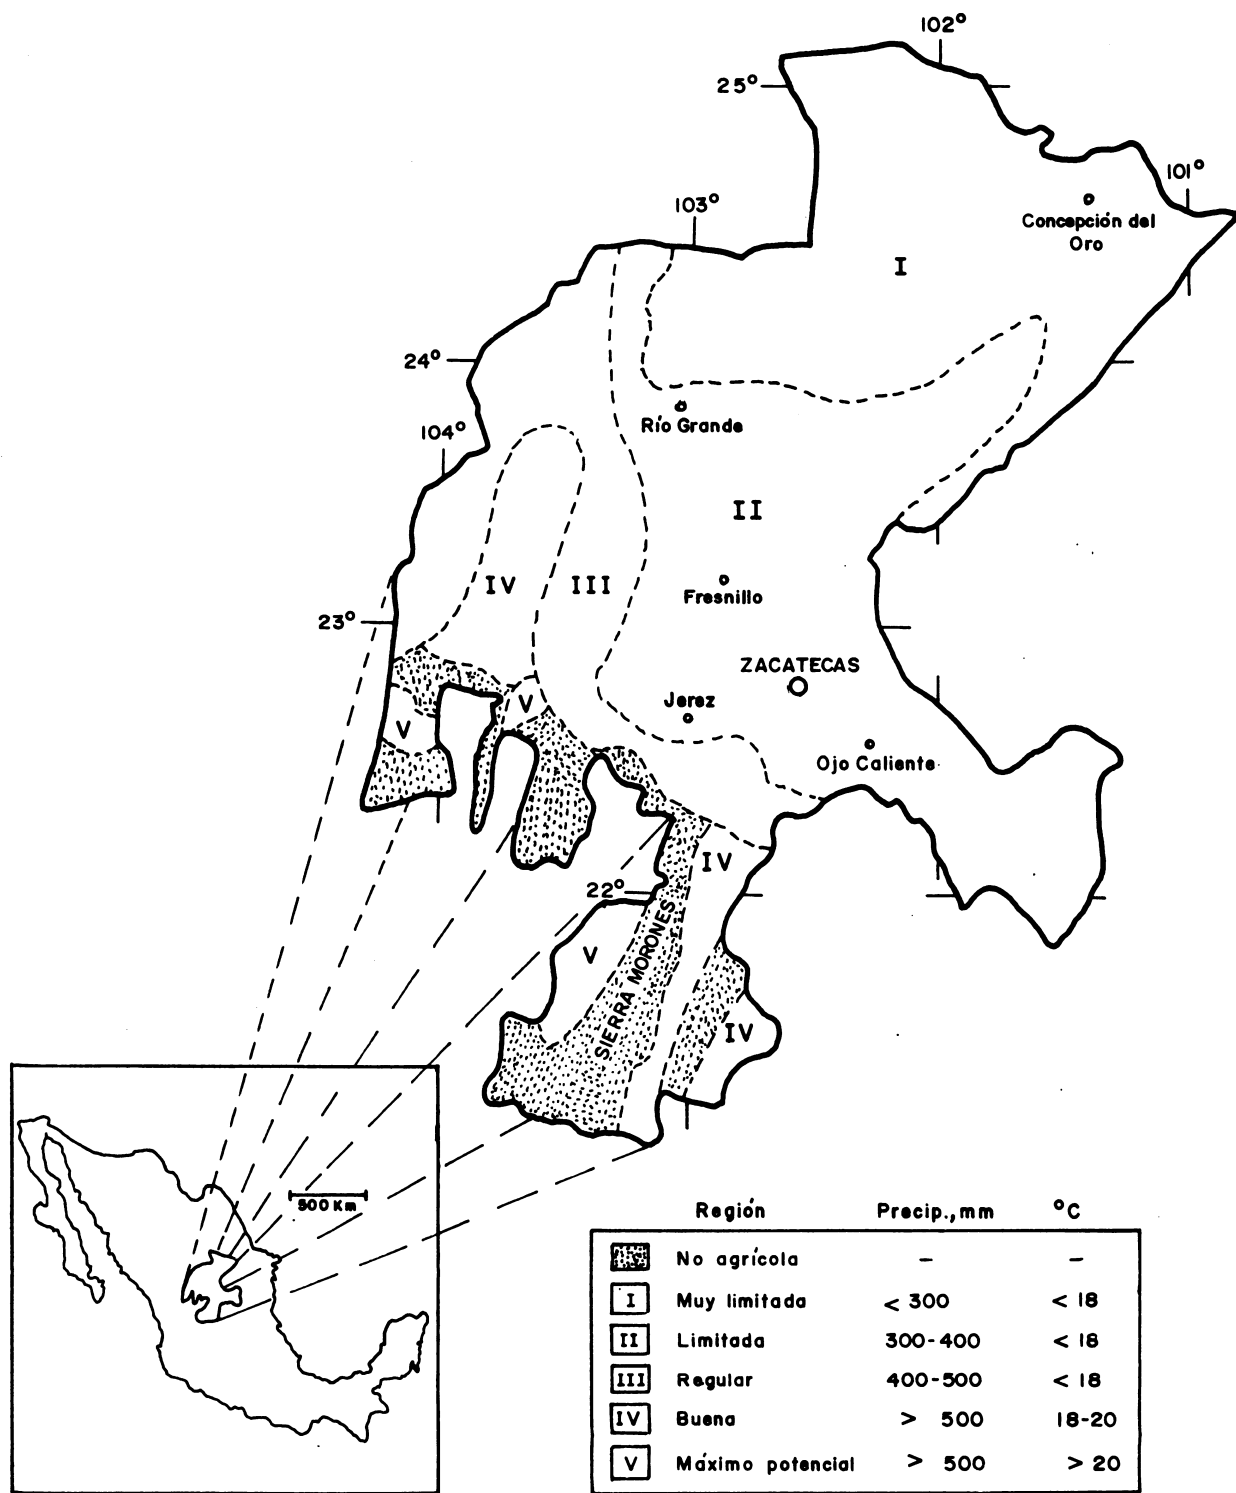 102°
25°
101°
Concepción del
Oro
103°
I
24°
Río Grande
104°
II
IV
III
Fresnillo
23°
ZACATECAS
V
Jerez
V
Ojo Caliente
IV
22°
SIERRA MORONES
V
IV
500 Km
Región Precip., mm °C
No agrícola – –
I Muy limitada < 300 < 18
II Limitada 300-400 < 18
III Regular 400-500 < 18
IV Buena > 500 18-20
V Máximo potencial > 500 > 20